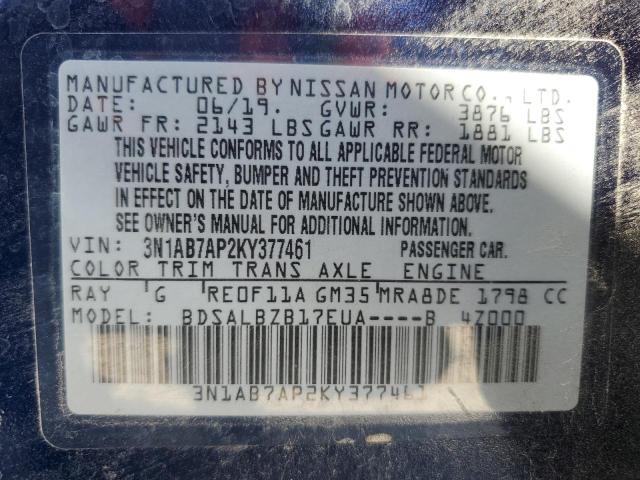 MANUFACTURED BY NISSAN MOTOR CO., LTD.
DATE: 06/19. GVWR: 3876 LBS
GAWR FR: 2143 LBS GAWR RR: 1881 LBS
THIS VEHICLE CONFORMS TO ALL APPLICABLE FEDERAL MOTOR
VEHICLE SAFETY, BUMPER AND THEFT PREVENTION STANDARDS
IN EFFECT ON THE DATE OF MANUFACTURE SHOWN ABOVE.
SEE OWNER'S MANUAL FOR ADDITIONAL INFORMATION.
VIN: 3N1AB7AP2KY377461 PASSENGER CAR.
COLOR TRIM TRANS AXLE ENGINE
RAY G RE0F11A GM35 MRA8DE 1798 CC
MODEL: BDSALBZB17EUA----B 4Z000
3N1AB7AP2KY377461